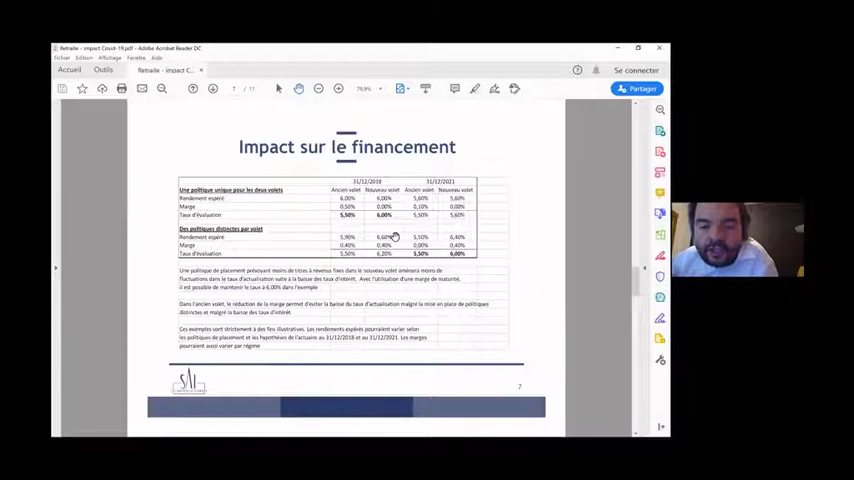 Retraite - impact Covid-19.pdf - Adobe Acrobat Reader DC
Fichier Edition Affichage Fenetre Aide
Accueil Outils Retraite - impact C... × Se connecter
7 / 11 79,9% Partager
Impact sur le financement
31/12/2018 31/12/2021
Une politique unique pour les deux volets Ancien volet Nouveau volet Ancien volet Nouveau volet
Rendement espéré 6,00% 6,00% 5,60% 5,60%
Marge 0,50% 0,00% 0,10% 0,00%
Taux d'évaluation 5,50% 6,00% 5,50% 5,60%
Des politiques distinctes par volet
Rendement espéré 5,90% 6,60% 5,50% 6,40%
Marge 0,40% 0,40% 0,00% 0,40%
Taux d'évaluation 5,50% 6,20% 5,50% 6,00%
Une politique de placement prévoyant moins de titres à revenus fixes dans le nouveau volet amènera moins de
fluctuations dans le taux d'actualisation suite à la baisse des taux d'intérêt. Avec l'utilisation d'une marge de maturité,
il est possible de maintenir le taux à 6,00% dans l'exemple
Dans l'ancien volet, le réduction de la marge permet d'éviter la baisse du taux d'actualisation malgré la mise en place de politiques
distinctes et malgré la baisse des taux d'intérêt
Ces exemples sont strictement à des fins illustratives. Les rendements espérés pourraient varier selon
les politiques de placement et les hypothèses de l'actuaire au 31/12/2018 et au 31/12/2021. Les marges
pourraient aussi varier par régime
SAI
7